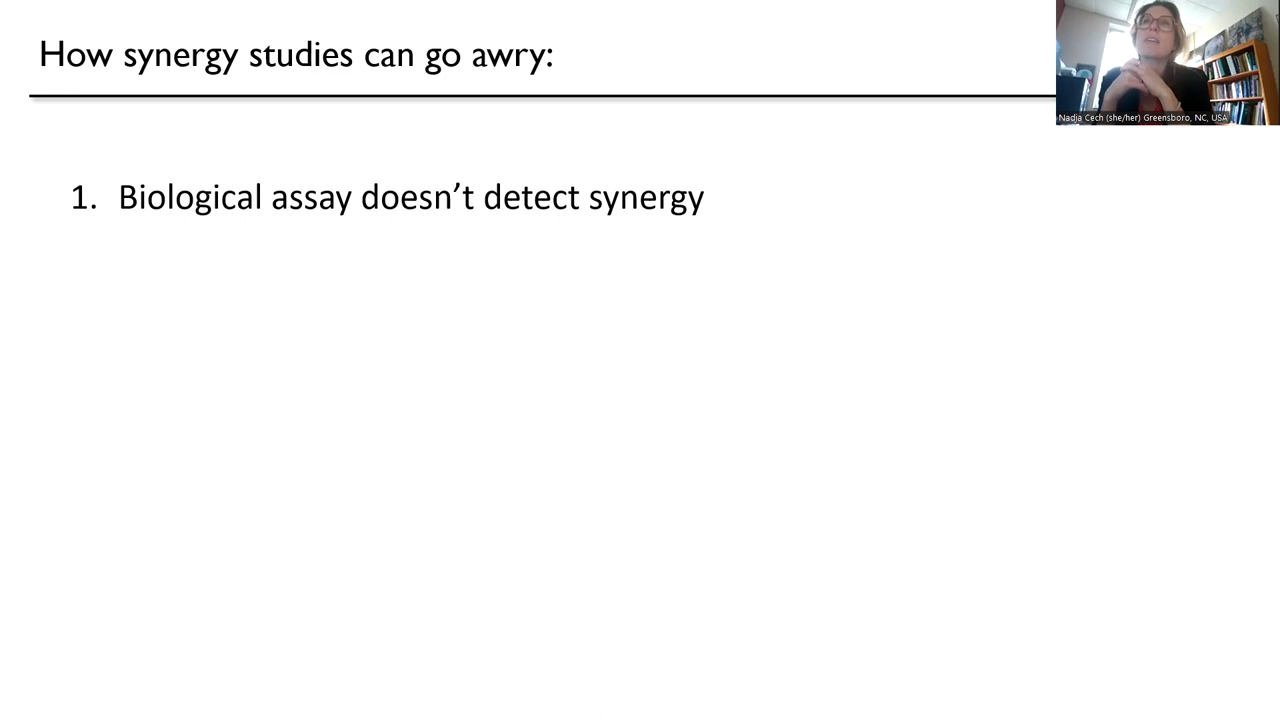 How synergy studies can go awry:
Nadja Cech (she/her) Greensboro, NC, USA
1. Biological assay doesn’t detect synergy